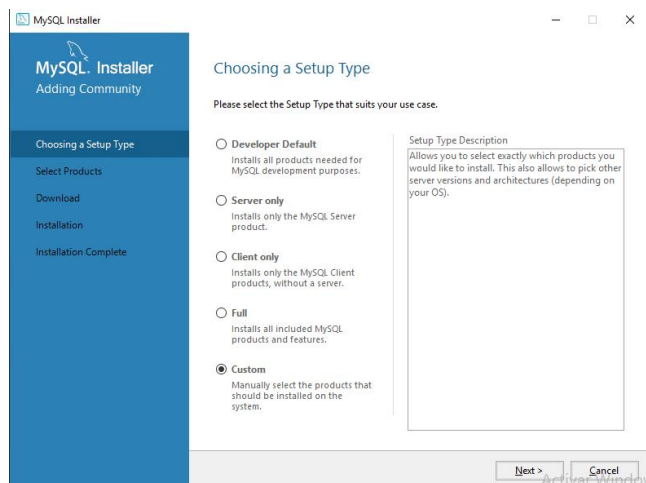 MySQL Installer
MySQL. Installer
Adding Community
Choosing a Setup Type
Select Products
Download
Installation
Installation Complete
Choosing a Setup Type
Please select the Setup Type that suits your use case.
Developer Default
Installs all products needed for
MySQL development purposes.
Server only
Installs only the MySQL Server
product.
Client only
Installs only the MySQL Client
products, without a server.
Full
Installs all included MySQL
products and features.
Custom
Manually select the products that
should be installed on the
system.
Setup Type Description
Allows you to select exactly which products you
would like to install. This also allows to pick other
server versions and architectures (depending on
your OS).
Next >
Cancel
Activar Window